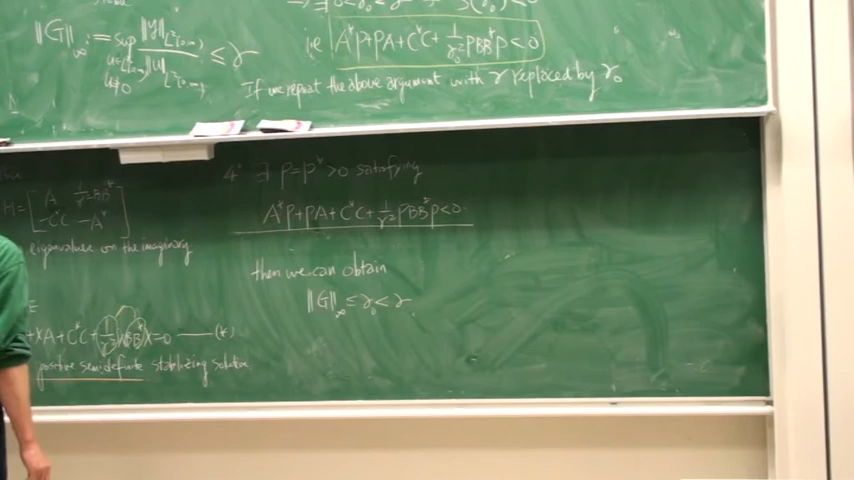 ‖G‖∞ := sup ‖y‖L²[0,∞) / ‖u‖L²[0,∞) ≤ γ
u∈L²[0,∞)
u≠0
i.e. A*P+PA+C*C+1/γ₀² PBB*P<0
If we repeat the above argument with γ replaced by γ₀
H=[A 1/γ² BB*
-C*C -A*]
eigenvalues on the imaginary
+XA+C*C+1/γ² XBB*X=0 —— (*)
positive semidefinite stabilizing solution
4° ∃ P=P*>0 satisfying
A*P+PA+C*C+1/γ² PBB*P<0
then we can obtain
‖G‖∞ ≤ γ₀ < γ